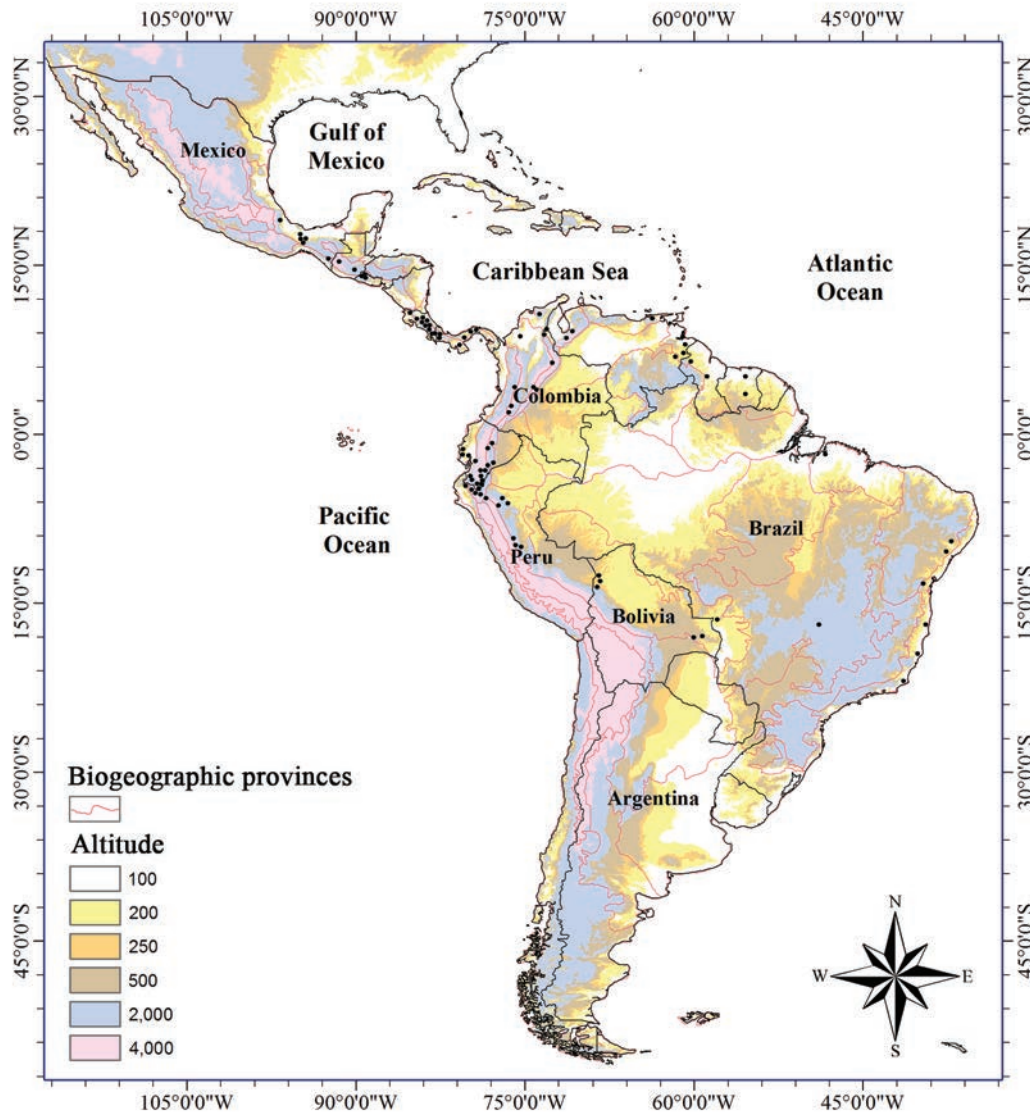 105°0'0"W 90°0'0"W 75°0'0"W 60°0'0"W 45°0'0"W
30°0'0"N
30°0'0"N
Gulf of
Mexico
Mexico
15°0'0"N
15°0'0"N
Caribbean Sea
Atlantic
Ocean
Colombia
0°0'0"
0°0'0"
Pacific
Ocean
Brazil
Peru
15°0'0"S
15°0'0"S
Bolivia
30°0'0"S
30°0'0"S
Argentina
Biogeographic provinces
Altitude
100
200
250
500
2,000
4,000
45°0'0"S
45°0'0"S
N
W E
S
105°0'0"W 90°0'0"W 75°0'0"W 60°0'0"W 45°0'0"W